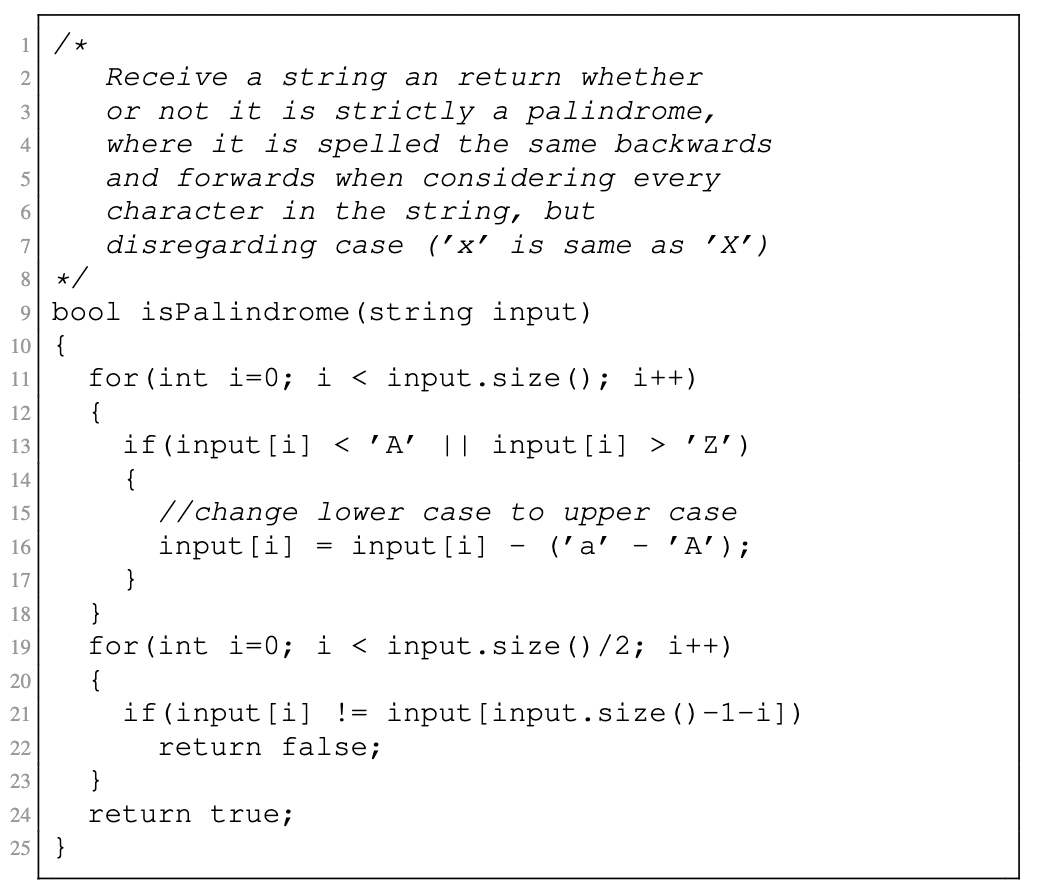 1 /*
2 Receive a string an return whether
3 or not it is strictly a palindrome,
4 where it is spelled the same backwards
5 and forwards when considering every
6 character in the string, but
7 disregarding case ('x' is same as 'X')
8 */
9 bool isPalindrome(string input)
10 {
11 for(int i=0; i < input.size(); i++)
12 {
13 if(input[i] < 'A' || input[i] > 'Z')
14 {
15 //change lower case to upper case
16 input[i] = input[i] - ('a' - 'A');
17 }
18 }
19 for(int i=0; i < input.size()/2; i++)
20 {
21 if(input[i] != input[input.size()-1-i])
22 return false;
23 }
24 return true;
25 }